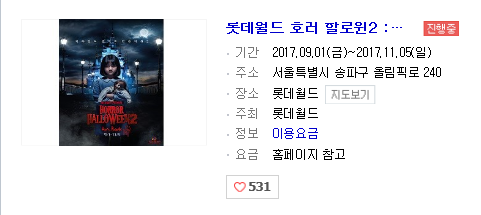 롯데월드 호러 할로윈2 : ···
진행중
기간 2017.09.01(금)~2017.11.05(일)
주소 서울특별시 송파구 올림픽로 240
장소 롯데월드 지도보기
주최 롯데월드
정보 이용요금
요금 홈페이지 참고
531
HORROR
HALLOWEEN2